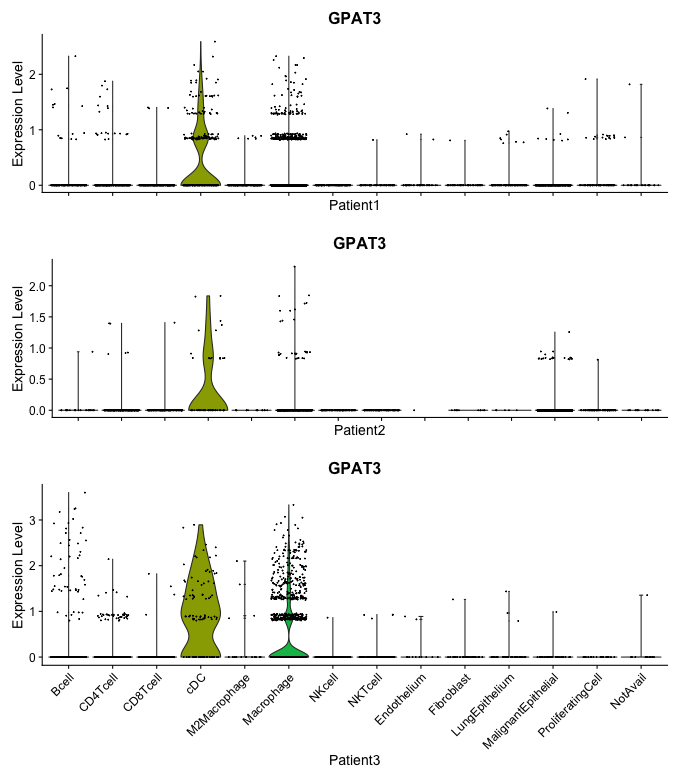 GPAT3
Expression Level
2
1
0
Patient1
GPAT3
Expression Level
2.0
1.5
1.0
0.5
0.0
Patient2
GPAT3
Expression Level
3
2
1
0
Bcell
CD4Tcell
CD8Tcell
cDC
M2Macrophage
Macrophage
NKcell
NKTcell
Endothelium
Fibroblast
LungEpithelium
MalignantEpithelial
ProliferatingCell
NotAvail
Patient3